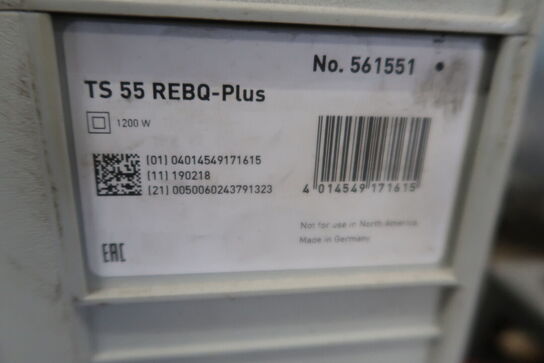 No. 561551
TS 55 REBQ-Plus
1200 W
(01) 04014549171615
(11) 190218
(21) 0050060243791323
4 014549 171615
Not for use in North America.
Made in Germany
EAC